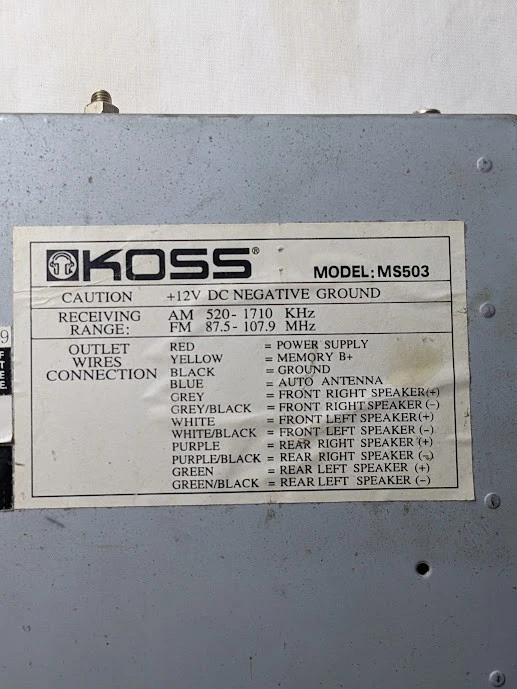 KOSS®
MODEL: MS503
CAUTION +12V DC NEGATIVE GROUND
RECEIVING RANGE: AM 520-1710 KHz
FM 87.5-107.9 MHz
OUTLET WIRES CONNECTION
RED = POWER SUPPLY
YELLOW = MEMORY B+
BLACK = GROUND
BLUE = AUTO ANTENNA
GREY = FRONT RIGHT SPEAKER(+)
GREY/BLACK = FRONT RIGHT SPEAKER(-)
WHITE = FRONT LEFT SPEAKER(+)
WHITE/BLACK = FRONT LEFT SPEAKER(-)
PURPLE = REAR RIGHT SPEAKER (+)
PURPLE/BLACK = REAR RIGHT SPEAKER (-)
GREEN = REAR LEFT SPEAKER (+)
GREEN/BLACK = REAR LEFT SPEAKER (-)
9